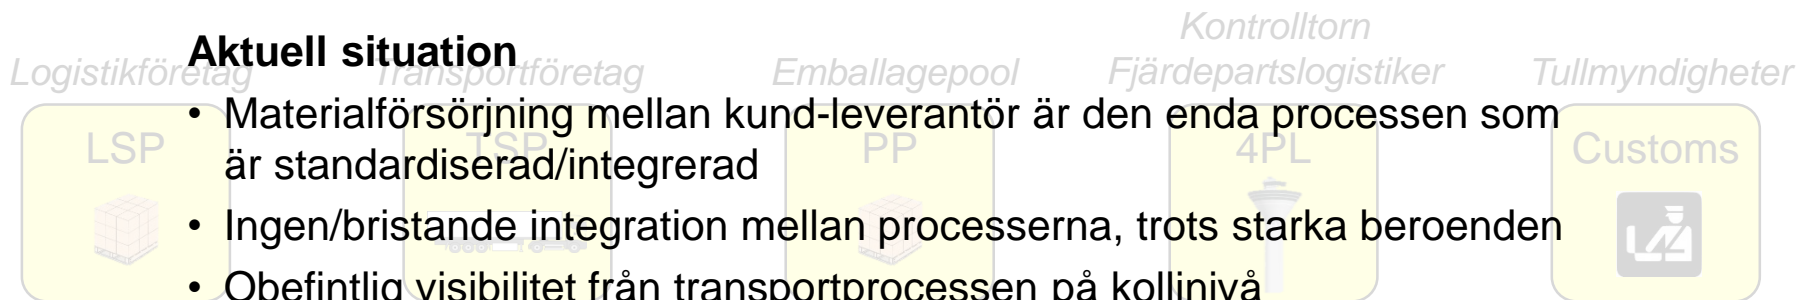 Kontrolltorn
Aktuell situation
Logistikföretag Transportföretag Emballagepool Fjärdepartslogistiker Tullmyndigheter
• Materialförsörjning mellan kund-leverantör är den enda processen som
LSP TSP PP 4PL Customs
är standardiserad/integrerad
• Ingen/bristande integration mellan processerna, trots starka beroenden
• Obefintlig visibilitet från transportprocessen på kollinivå